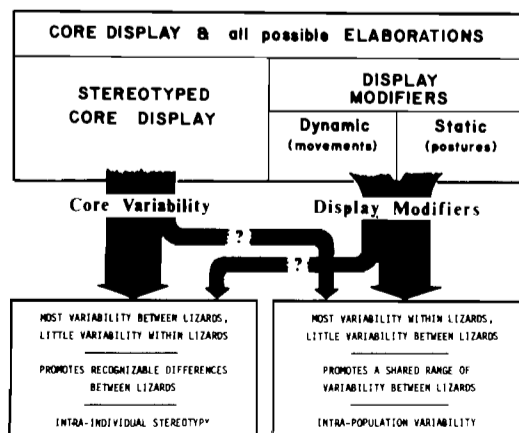 CORE DISPLAY & all possible ELABORATIONS
STEREOTYPED
CORE DISPLAY
DISPLAY
MODIFIERS
Dynamic
(movements)
Static
(postures)
Core Variability
Display Modifiers
?
?
MOST VARIABILITY BETWEEN LIZARDS,
LITTLE VARIABILITY WITHIN LIZARDS
PROMOTES RECOGNIZABLE DIFFERENCES
BETWEEN LIZARDS
INTRA-INDIVIDUAL STEREOTYPY
MOST VARIABILITY WITHIN LIZARDS,
LITTLE VARIABILITY BETWEEN LIZARDS
PROMOTES A SHARED RANGE OF
VARIABILITY BETWEEN LIZARDS
INTRA-POPULATION VARIABILITY